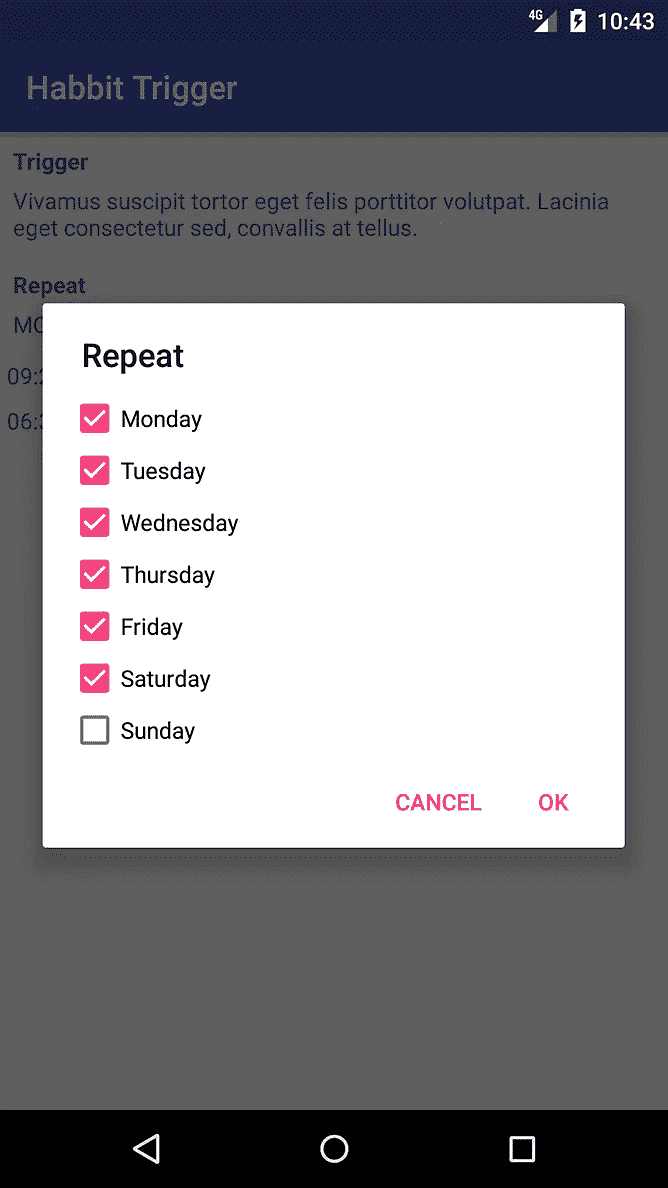 4G 10:43
Habbit Trigger
Trigger
Vivamus suscipit tortor eget felis porttitor volutpat. Lacinia
eget consectetur sed, convallis at tellus.
Repeat
Repeat
Monday
Tuesday
Wednesday
Thursday
Friday
Saturday
Sunday
CANCEL OK